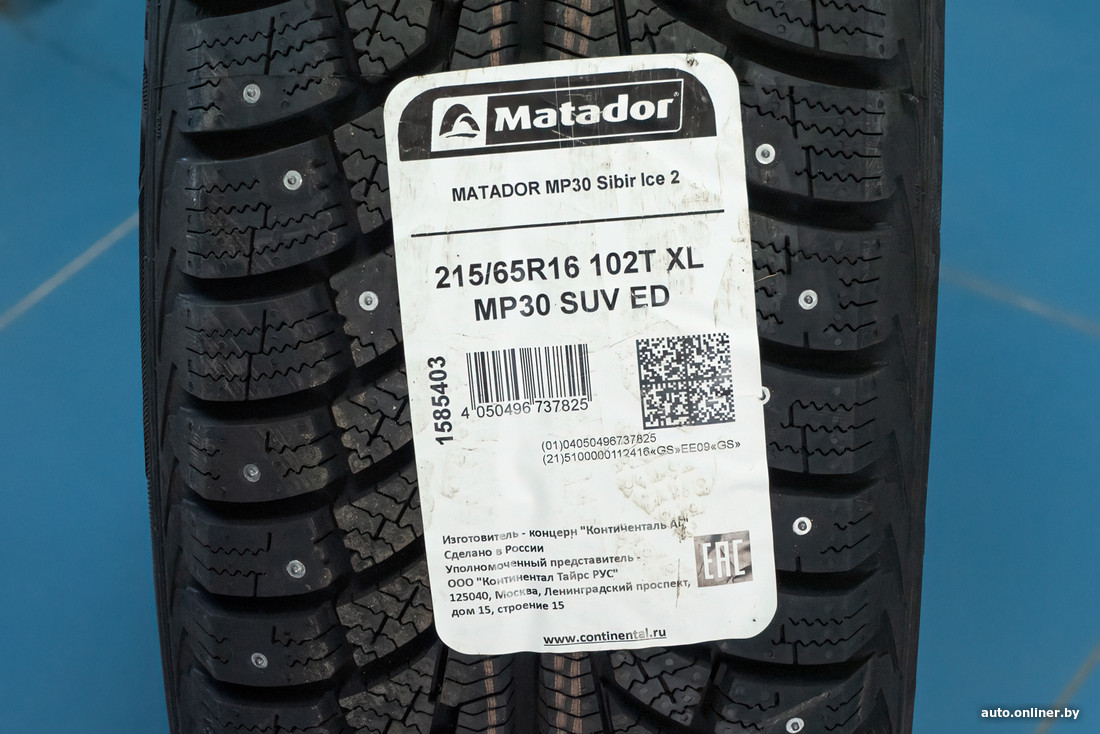 Matador
MATADOR MP30 Sibir Ice 2
215/65R16 102T XL
MP30 SUV ED
1585403
4 050496 737825
(01)04050496737825
(21)5100000112416«GS»EE09«GS»
Изготовитель - концерн "Континенталь АГ"
Сделано в России
Уполномоченный представитель -
ООО "Континентал Тайрс РУС"
125040, Москва, Ленинградский проспект,
дом 15, строение 15
EAC
www.continental.ru
auto.onliner.by